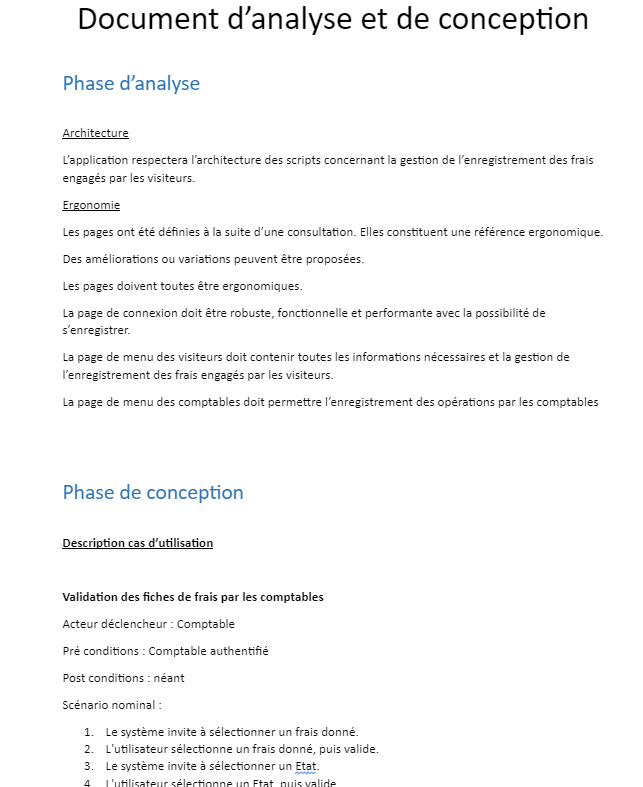 Document d’analyse et de conception
Phase d’analyse
Architecture
L’application respectera l’architecture des scripts concernant la gestion de l’enregistrement des frais
engagés par les visiteurs.
Ergonomie
Les pages ont été définies à la suite d’une consultation. Elles constituent une référence ergonomique.
Des améliorations ou variations peuvent être proposées.
Les pages doivent toutes être ergonomiques.
La page de connexion doit être robuste, fonctionnelle et performante avec la possibilité de
s’enregistrer.
La page de menu des visiteurs doit contenir toutes les informations nécessaires et la gestion de
l’enregistrement des frais engagés par les visiteurs.
La page de menu des comptables doit permettre l’enregistrement des opérations par les comptables
Phase de conception
Description cas d’utilisation
Validation des fiches de frais par les comptables
Acteur déclencheur : Comptable
Pré conditions : Comptable authentifié
Post conditions : néant
Scénario nominal :
1. Le système invite à sélectionner un frais donné.
2. L'utilisateur sélectionne un frais donné, puis valide.
3. Le système invite à sélectionner un Etat.
4 L'utilisateur sélectionne un Etat, puis valide